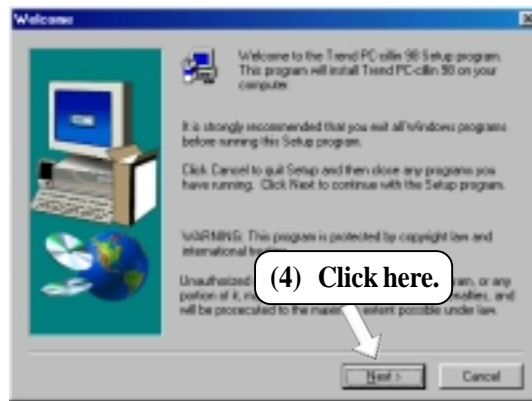 Welcome
Welcome to the Trend PC-cillin 98 Setup program.
This program will install Trend PC-cillin 98 on your
computer.
It is strongly recommended that you exit all Windows programs
before running this Setup program.
Click Cancel to quit Setup and then close any programs you
have running. Click Next to continue with the Setup program.
WARNING: This program is protected by copyright law and
international
Unauthorized or any
portion of it, and
will be prosecuted to the maximum extent possible under law.
(4) Click here.
Next >
Cancel